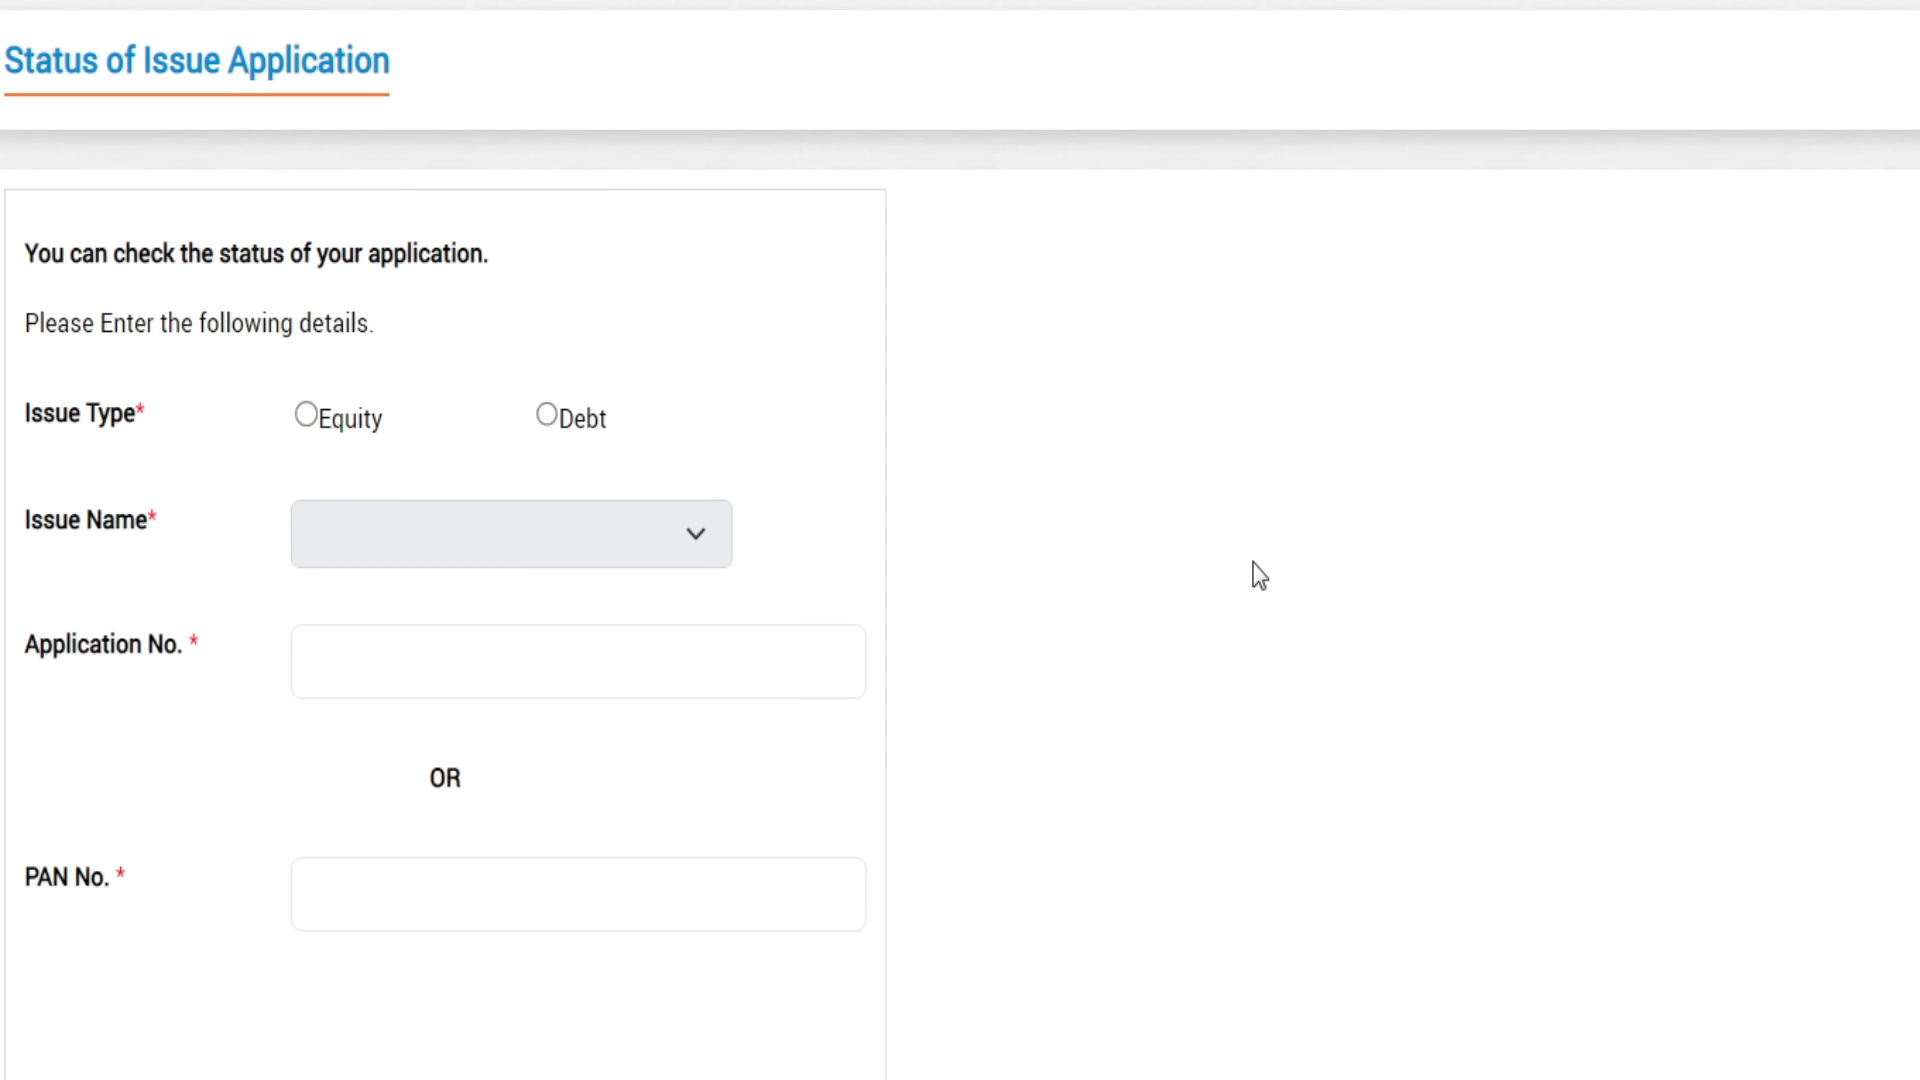 Status of Issue Application
You can check the status of your application.
Please Enter the following details.
Issue Type* Equity Debt
Issue Name*
Application No. *
OR
PAN No. *